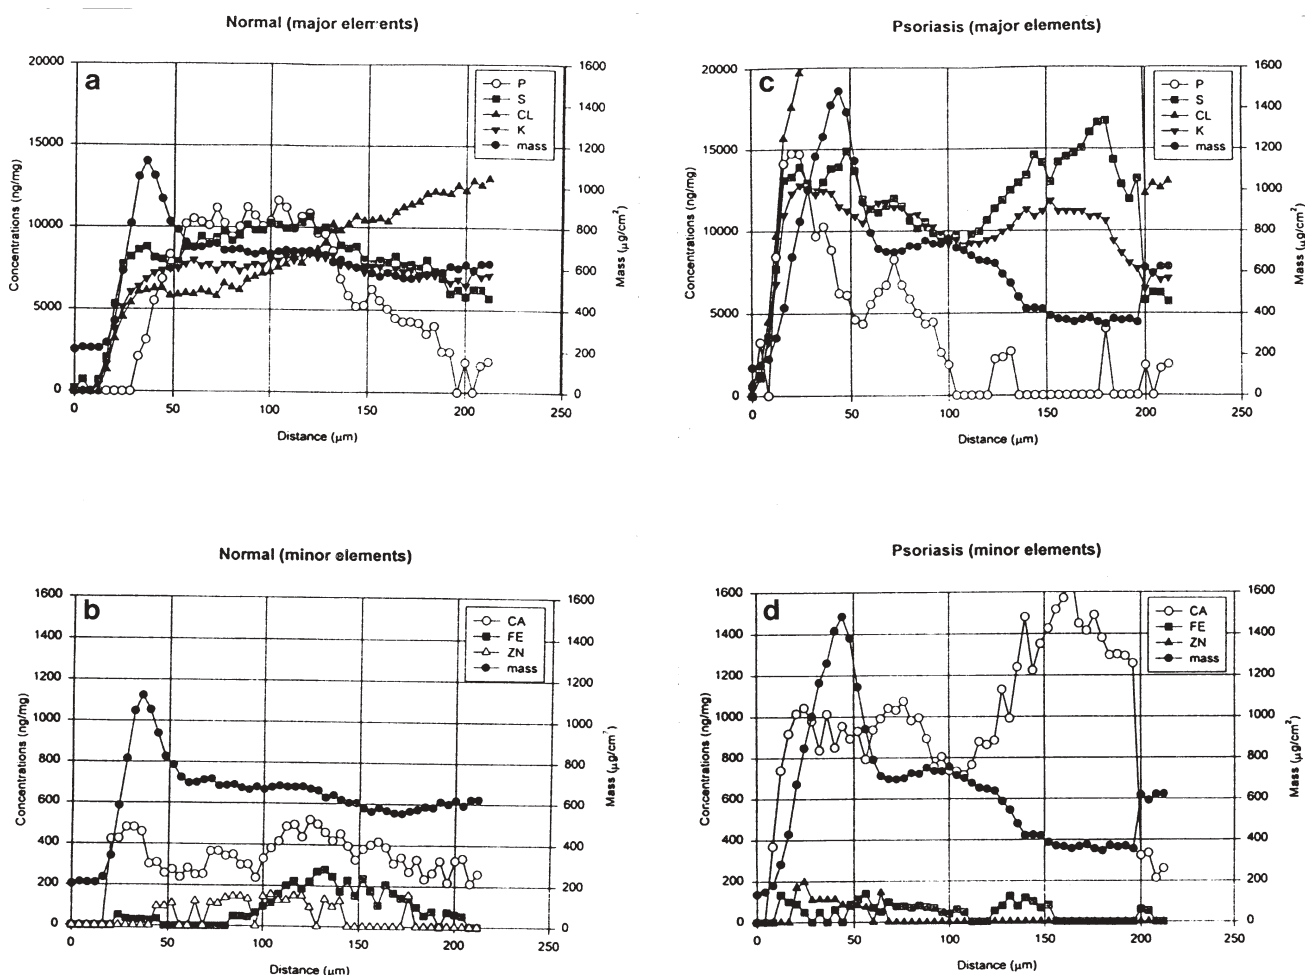 Normal (major elements)
a
Concentrations (ng/mg)
20000
15000
10000
5000
0
P
S
CL
K
mass
1600
1400
1200
1000
800
600
400
200
0
Mass (µg/cm²)
0 50 100 150 200 250
Distance (µm)
Psoriasis (major elements)
c
Concentrations (ng/mg)
20000
15000
10000
5000
0
P
S
CL
K
mass
1600
1400
1200
1000
800
600
400
200
0
Mass (µg/cm²)
0 50 100 150 200 250
Distance (µm)
Normal (minor elements)
b
Concentrations (ng/mg)
1600
1400
1200
1000
800
600
400
200
0
CA
FE
ZN
mass
1600
1400
1200
1000
800
600
400
200
0
Mass (µg/cm²)
0 50 100 150 200 250
Distance (µm)
Psoriasis (minor elements)
d
Concentrations (ng/mg)
1600
1400
1200
1000
800
600
400
200
0
CA
FE
ZN
mass
1600
1400
1200
1000
800
600
400
200
0
Mass (µg/cm²)
0 50 100 150 200 250
Distance (µm)